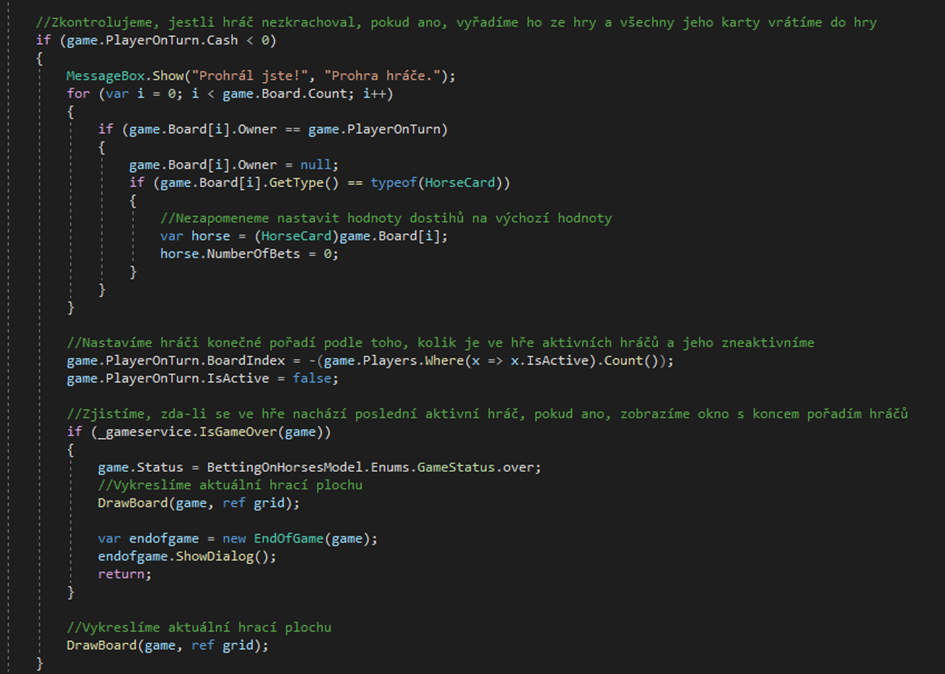 //Zkontrolujeme, jestli hráč nezkrachoval, pokud ano, vyřadíme ho ze hry a všechny jeho karty vrátíme do hry
if (game.PlayerOnTurn.Cash < 0)
{
MessageBox.Show("Prohrál jste!", "Prohra hráče.");
for (var i = 0; i < game.Board.Count; i++)
{
if (game.Board[i].Owner == game.PlayerOnTurn)
{
game.Board[i].Owner = null;
if (game.Board[i].GetType() == typeof(HorseCard))
{
//Nezapomeneme nastavit hodnoty dostihů na výchozí hodnoty
var horse = (HorseCard)game.Board[i];
horse.NumberOfBets = 0;
}
}
}
//Nastavíme hráči konečné pořadí podle toho, kolik je ve hře aktivních hráčů a jeho zneaktivníme
game.PlayerOnTurn.BoardIndex = -(game.Players.Where(x => x.IsActive).Count());
game.PlayerOnTurn.IsActive = false;
//Zjistíme, zda-li se ve hře nachází poslední aktivní hráč, pokud ano, zobrazíme okno s koncem pořadím hráčů
if (_gameservice.IsGameOver(game))
{
game.Status = BettingOnHorsesModel.Enums.GameStatus.over;
//Vykreslíme aktuální hrací plochu
DrawBoard(game, ref grid);
var endofgame = new EndOfGame(game);
endofgame.ShowDialog();
return;
}
//Vykreslíme aktuální hrací plochu
DrawBoard(game, ref grid);
}